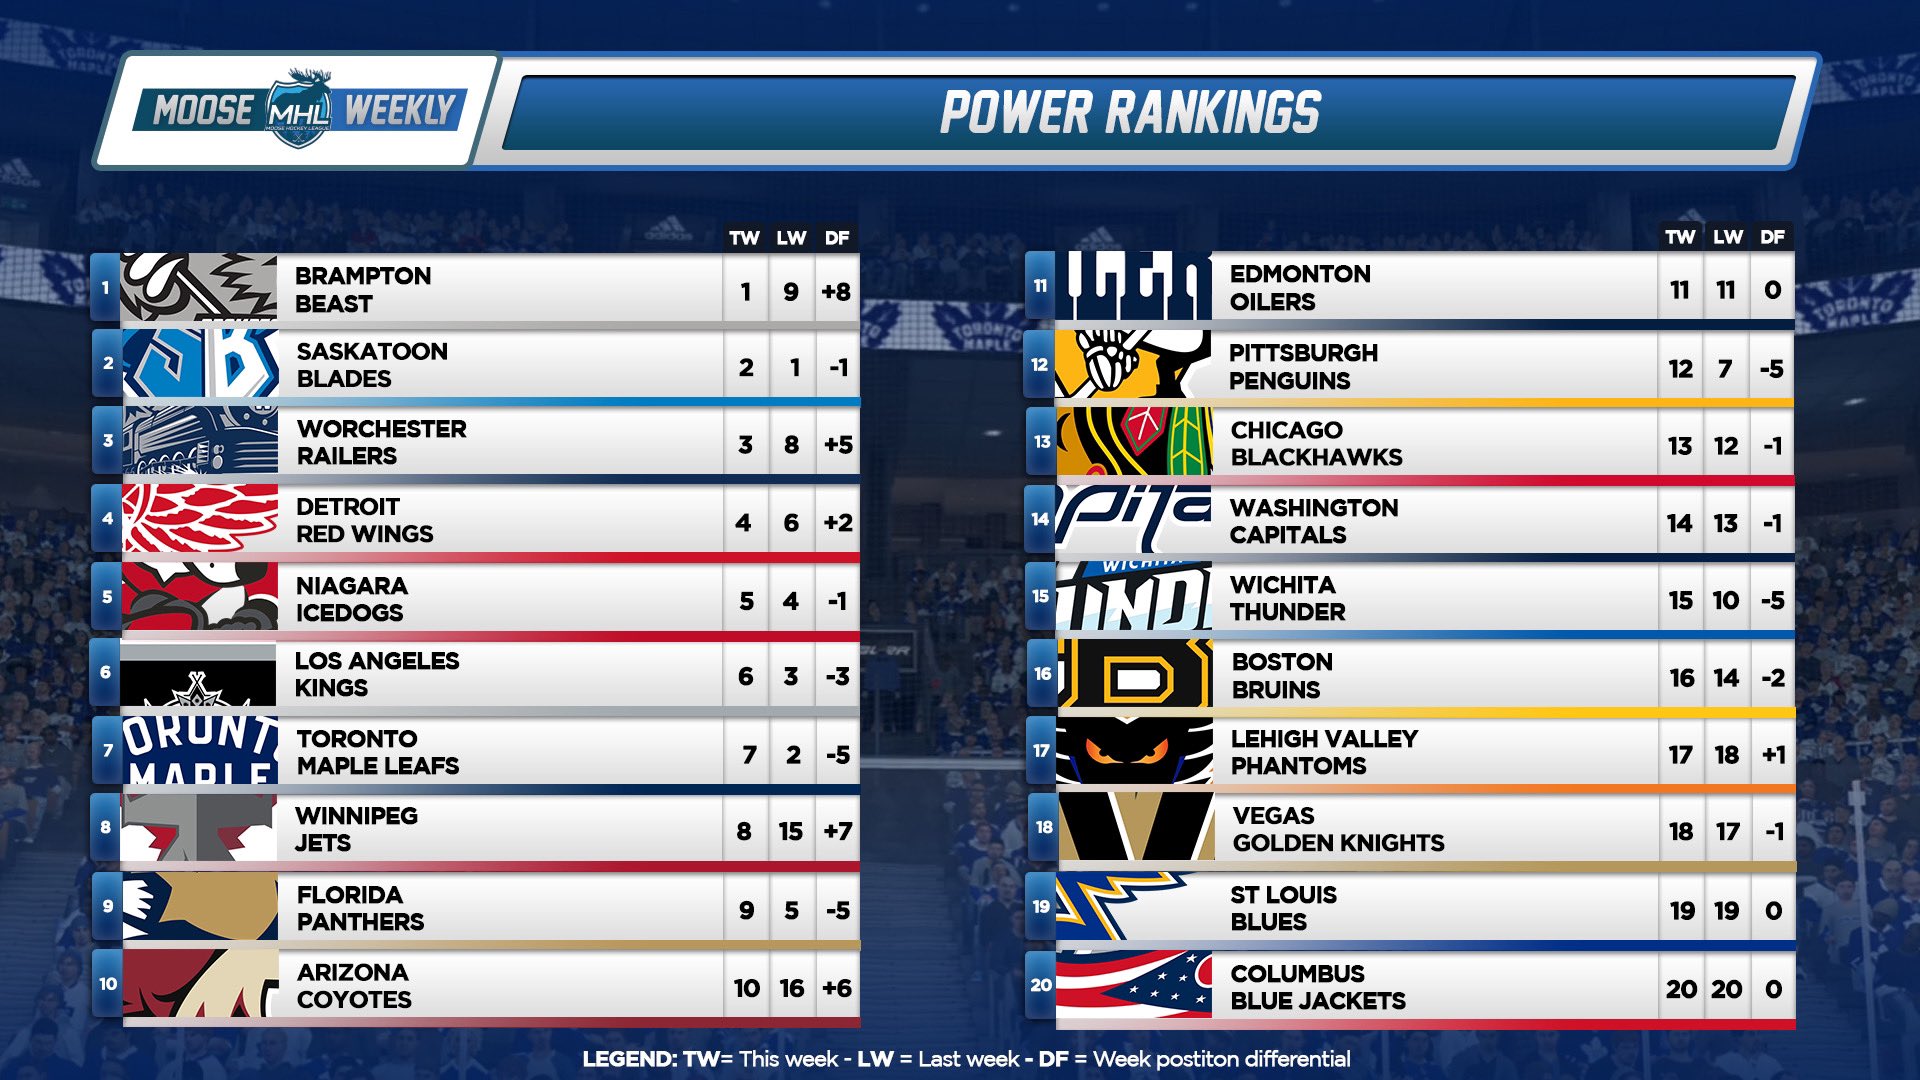 MOOSE MHL WEEKLY
MOOSE HOCKEY LEAGUE
POWER RANKINGS
TW LW DF
1 BRAMPTON BEAST 1 9 +8
2 SASKATOON BLADES 2 1 -1
3 WORCHESTER RAILERS 3 8 +5
4 DETROIT RED WINGS 4 6 +2
5 NIAGARA ICEDOGS 5 4 -1
6 LOS ANGELES KINGS 6 3 -3
7 TORONTO MAPLE LEAFS 7 2 -5
8 WINNIPEG JETS 8 15 +7
9 FLORIDA PANTHERS 9 5 -5
10 ARIZONA COYOTES 10 16 +6
TW LW DF
11 EDMONTON OILERS 11 11 0
12 PITTSBURGH PENGUINS 12 7 -5
13 CHICAGO BLACKHAWKS 13 12 -1
14 WASHINGTON CAPITALS 14 13 -1
15 WICHITA THUNDER 15 10 -5
16 BOSTON BRUINS 16 14 -2
17 LEHIGH VALLEY PHANTOMS 17 18 +1
18 VEGAS GOLDEN KNIGHTS 18 17 -1
19 ST LOUIS BLUES 19 19 0
20 COLUMBUS BLUE JACKETS 20 20 0
LEGEND: TW= This week - LW = Last week - DF = Week postiton differential